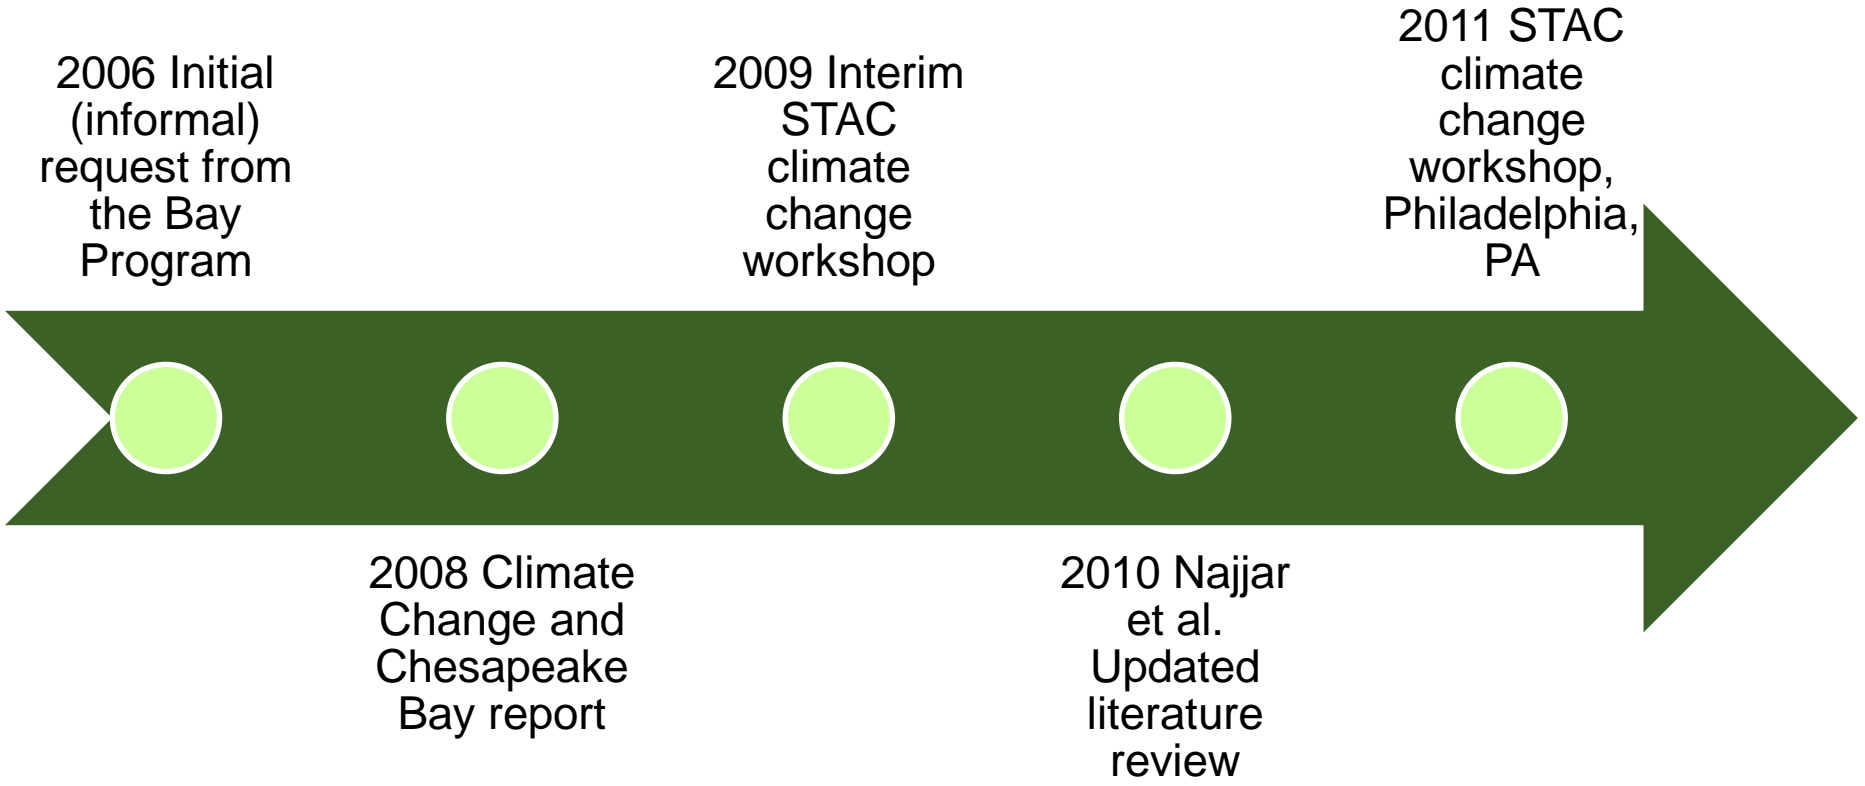 2006 Initial
(informal)
request from
the Bay
Program
2008 Climate
Change and
Chesapeake
Bay report
2009 Interim
STAC
climate
change
workshop
2010 Najjar
et al.
Updated
literature
review
2011 STAC
climate
change
workshop,
Philadelphia,
PA